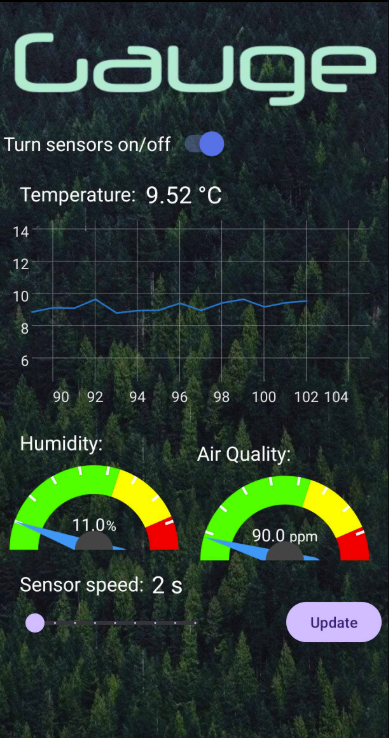 Gauge
Turn sensors on/off
Temperature: 9.52 °C
14
12
10
8
6
90 92 94 96 98 100 102 104
Humidity:
Air Quality:
11.0%
90.0 ppm
Sensor speed: 2 s
Update